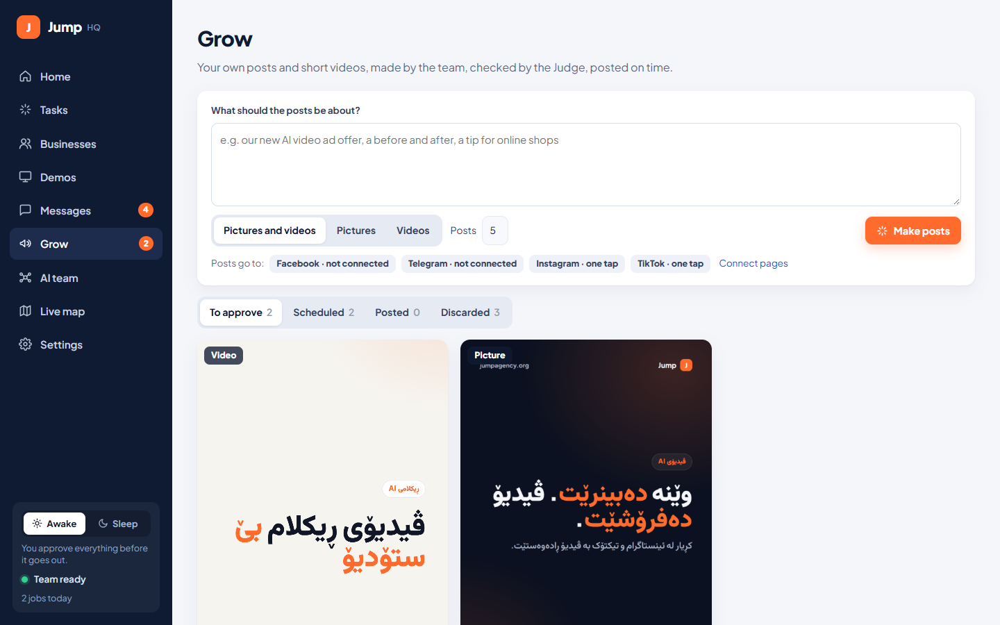 J Jump HQ
Home
Tasks
Businesses
Demos
Messages 4
Grow 2
AI team
Live map
Settings
Awake Sleep
You approve everything before
it goes out.
Team ready
2 jobs today
Grow
Your own posts and short videos, made by the team, checked by the Judge, posted on time.
What should the posts be about?
e.g. our new AI video ad offer, a before and after, a tip for online shops
Pictures and videos Pictures Videos Posts 5 Make posts
Posts go to: Facebook · not connected Telegram · not connected Instagram · one tap TikTok · one tap Connect pages
To approve 2 Scheduled 2 Posted 0 Discarded 3
Video
ڕیکلامی AI
ڤیدیۆی ڕیکلام بێ
ستۆدیۆ
Picture
jumpagency.org Jump J
ڤیدیۆی AI
وێنە دەبینرێت. ڤیدیۆ
دەفرۆشێت.
کڕیار لە ئینستاگرام و تیکتۆک بە ڤیدیۆ ڕادەوەستێت.